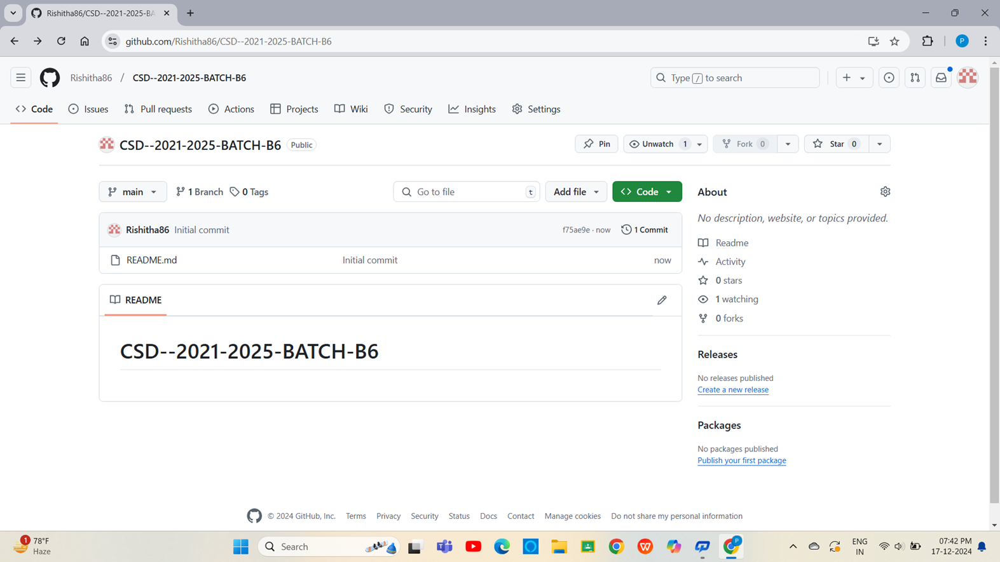 Rishitha86/CSD--2021-2025-BA
github.com/Rishitha86/CSD--2021-2025-BATCH-B6
P
Rishitha86 / CSD--2021-2025-BATCH-B6
Type / to search
Code Issues Pull requests Actions Projects Wiki Security Insights Settings
CSD--2021-2025-BATCH-B6 Public
Pin Unwatch 1 Fork 0 Star 0
main 1 Branch 0 Tags Go to file t Add file Code
Rishitha86 Initial commit f75ae9e · now 1 Commit
README.md Initial commit now
README
CSD--2021-2025-BATCH-B6
About
No description, website, or topics provided.
Readme
Activity
0 stars
1 watching
0 forks
Releases
No releases published
Create a new release
Packages
No packages published
Publish your first package
© 2024 GitHub, Inc. Terms Privacy Security Status Docs Contact Manage cookies Do not share my personal information
1 78°F
Haze
Search
P
ENG
IN
07:42 PM
17-12-2024